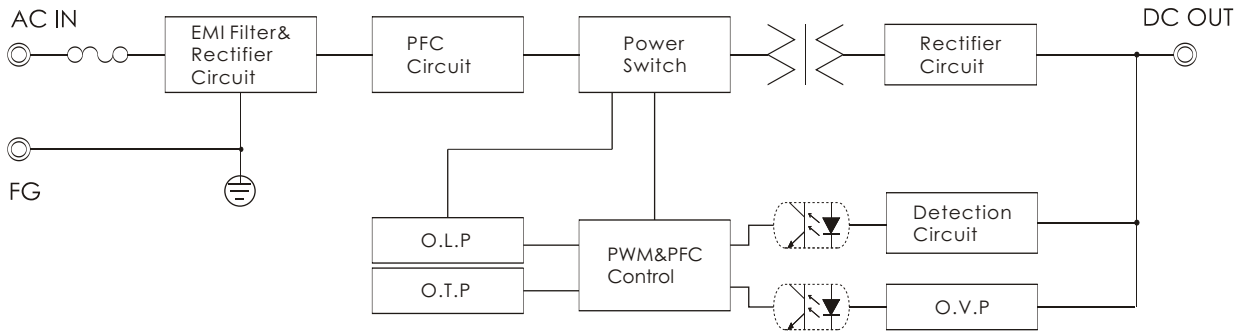 AC IN
EMI Filter&
Rectifier
Circuit
PFC
Circuit
Power
Switch
Rectifier
Circuit
DC OUT
FG
O.L.P
O.T.P
PWM&PFC
Control
Detection
Circuit
O.V.P